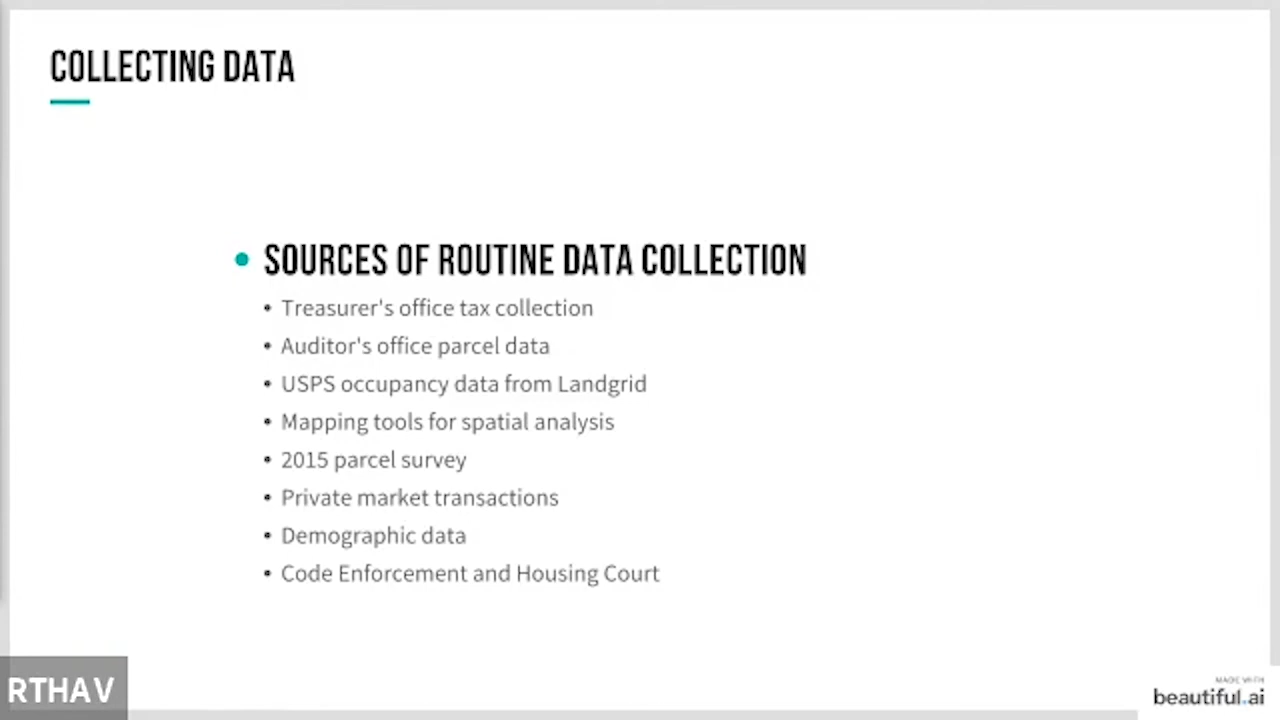 COLLECTING DATA
SOURCES OF ROUTINE DATA COLLECTION
Treasurer's office tax collection
Auditor's office parcel data
USPS occupancy data from Landgrid
Mapping tools for spatial analysis
2015 parcel survey
Private market transactions
Demographic data
Code Enforcement and Housing Court
RTHAV
MADE WITH
beautiful.ai